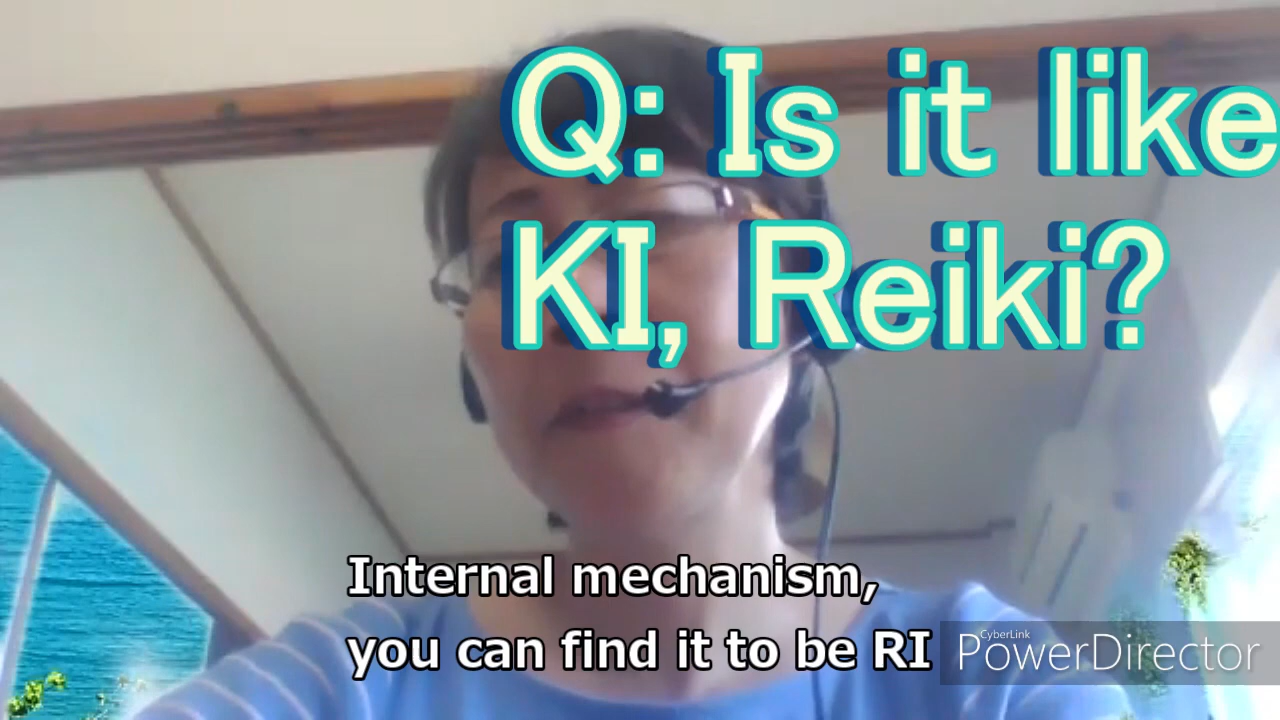 Q: Is it like
KI, Reiki?
Internal mechanism,
you can find it to be RI
CyberLink
PowerDirector